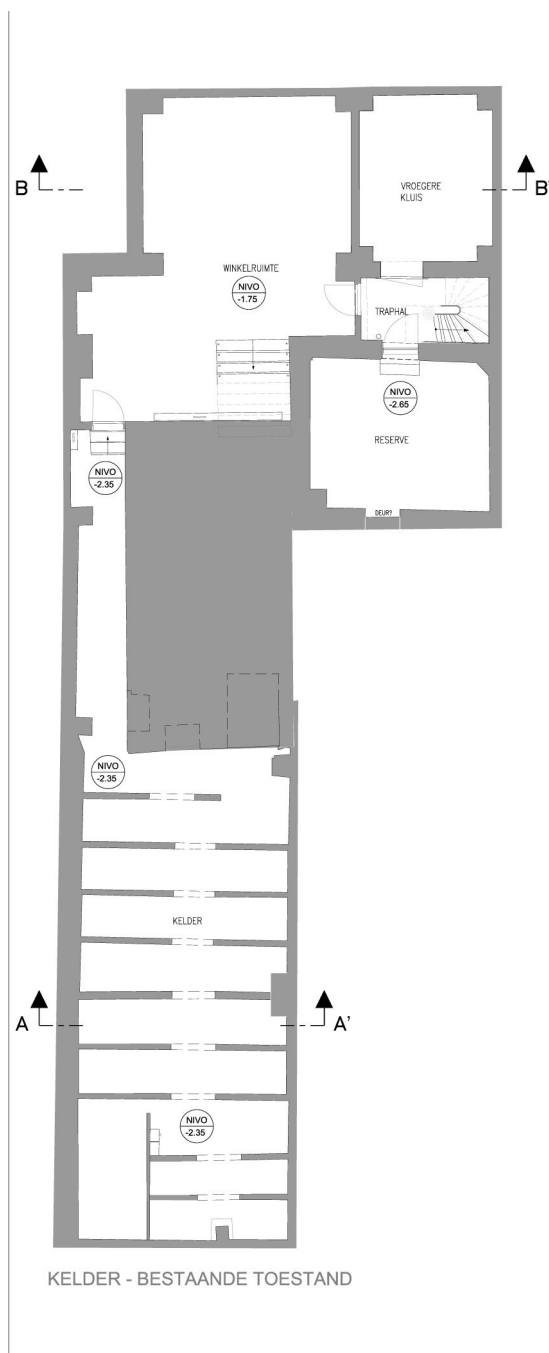 B
B'
VROEGERE
KLUIS
WINKELRUIMTE
NIVO
-1.75
TRAPHAL
NIVO
-2.65
RESERVE
NIVO
-2.35
DEUR?
NIVO
-2.35
KELDER
A
A'
NIVO
-2.35
KELDER - BESTAANDE TOESTAND